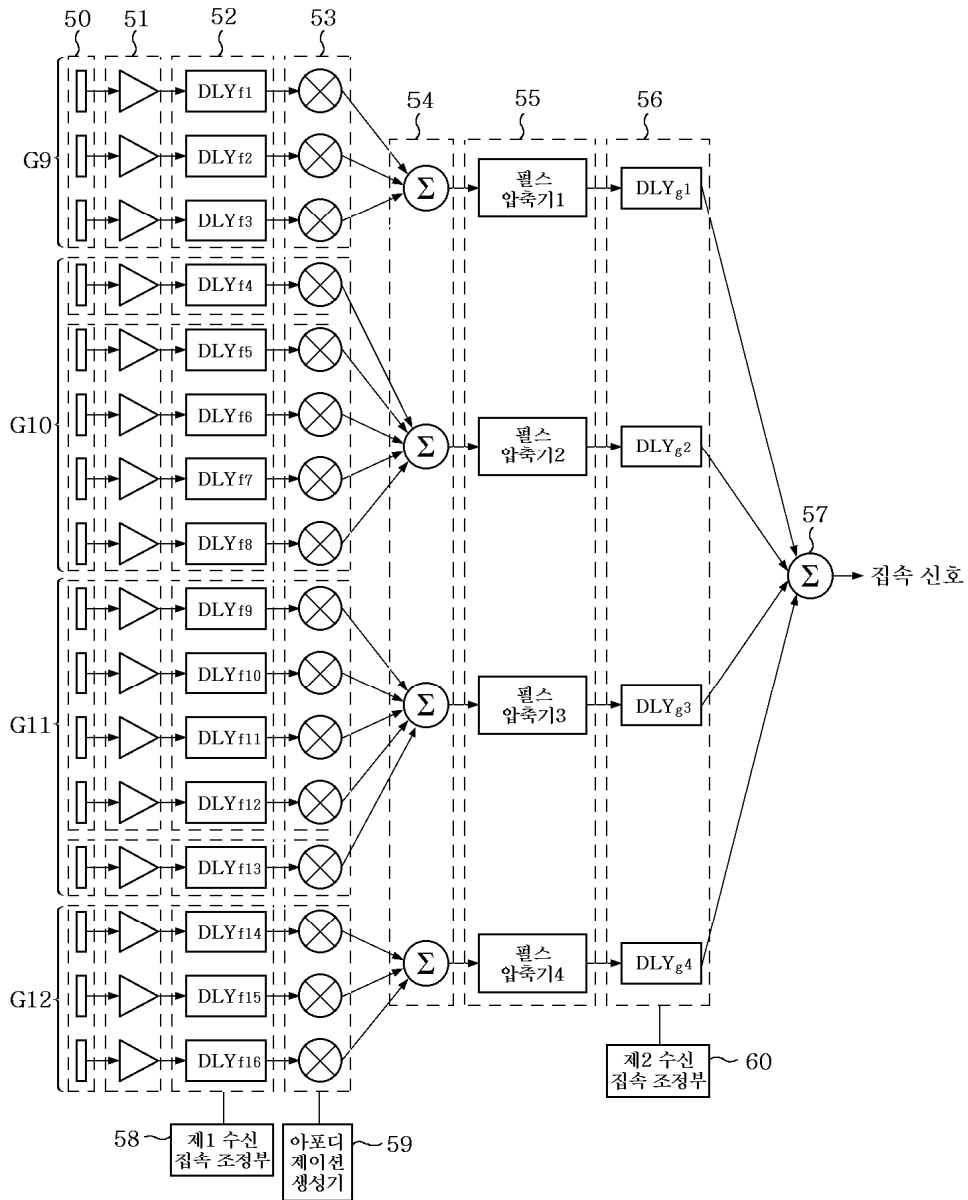 50 51 52 53
G9
DLYf1
DLYf2
DLYf3
54 55 56
Σ
펄스
압축기1
DLYg1
G10
DLYf4
DLYf5
DLYf6
DLYf7
DLYf8
Σ
펄스
압축기2
DLYg2
57
Σ
집속 신호
G11
DLYf9
DLYf10
DLYf11
DLYf12
DLYf13
Σ
펄스
압축기3
DLYg3
G12
DLYf14
DLYf15
DLYf16
Σ
펄스
압축기4
DLYg4
제2 수신
집속 조정부
60
58
제1 수신
집속 조정부
아포디
제이션
생성기
59